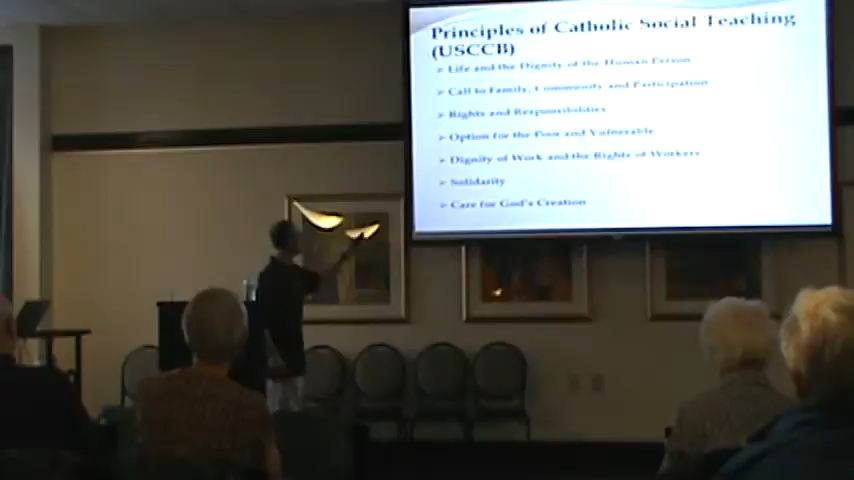 Principles of Catholic Social Teaching
(USCCB)
➢ Life and the Dignity of the Human Person
➢ Call to Family, Community and Participation
➢ Rights and Responsibilities
➢ Option for the Poor and Vulnerable
➢ Dignity of Work and the Rights of Workers
➢ Solidarity
➢ Care for God's Creation